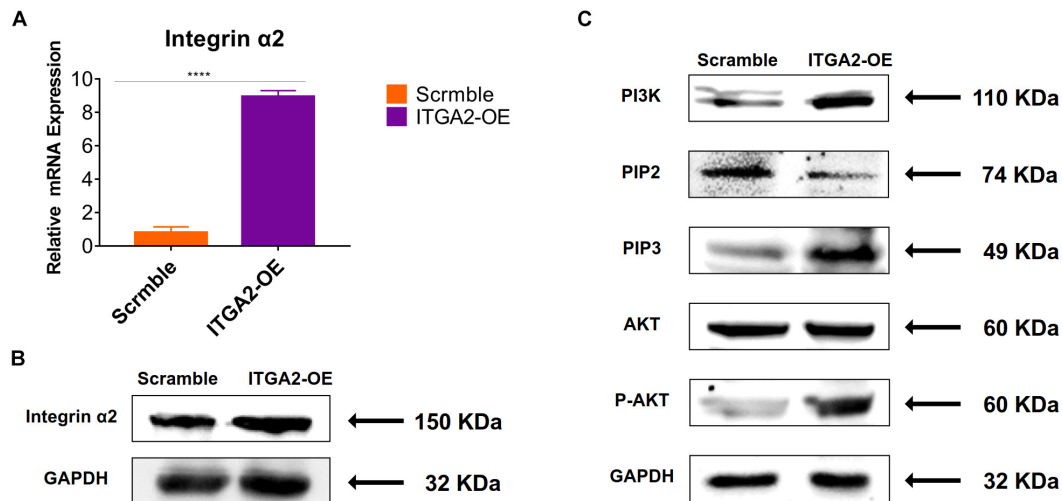 A
Integrin α2
Relative mRNA Expression
10
8
6
4
2
0
****
Scrmble
ITGA2-OE
Scrmble
ITGA2-OE
B
Scramble ITGA2-OE
Integrin α2 150 KDa
GAPDH 32 KDa
C
Scramble ITGA2-OE
PI3K 110 KDa
PIP2 74 KDa
PIP3 49 KDa
AKT 60 KDa
P-AKT 60 KDa
GAPDH 32 KDa